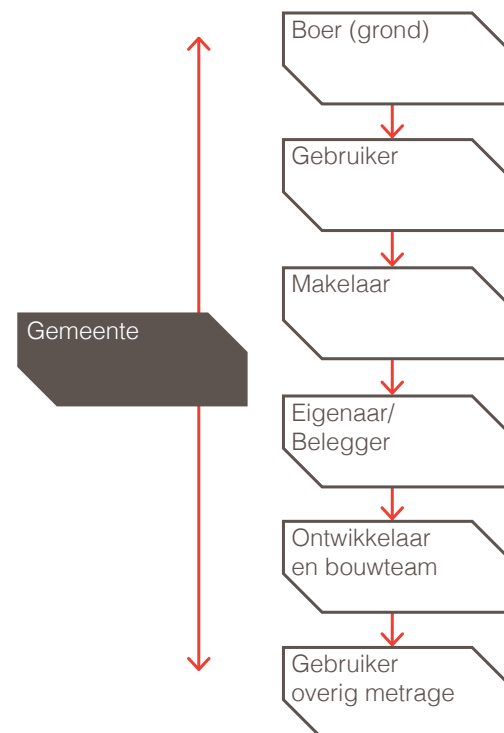 Boer (grond)
Gebruiker
Makelaar
Gemeente
Eigenaar/
Belegger
Ontwikkelaar
en bouwteam
Gebruiker
overig metrage